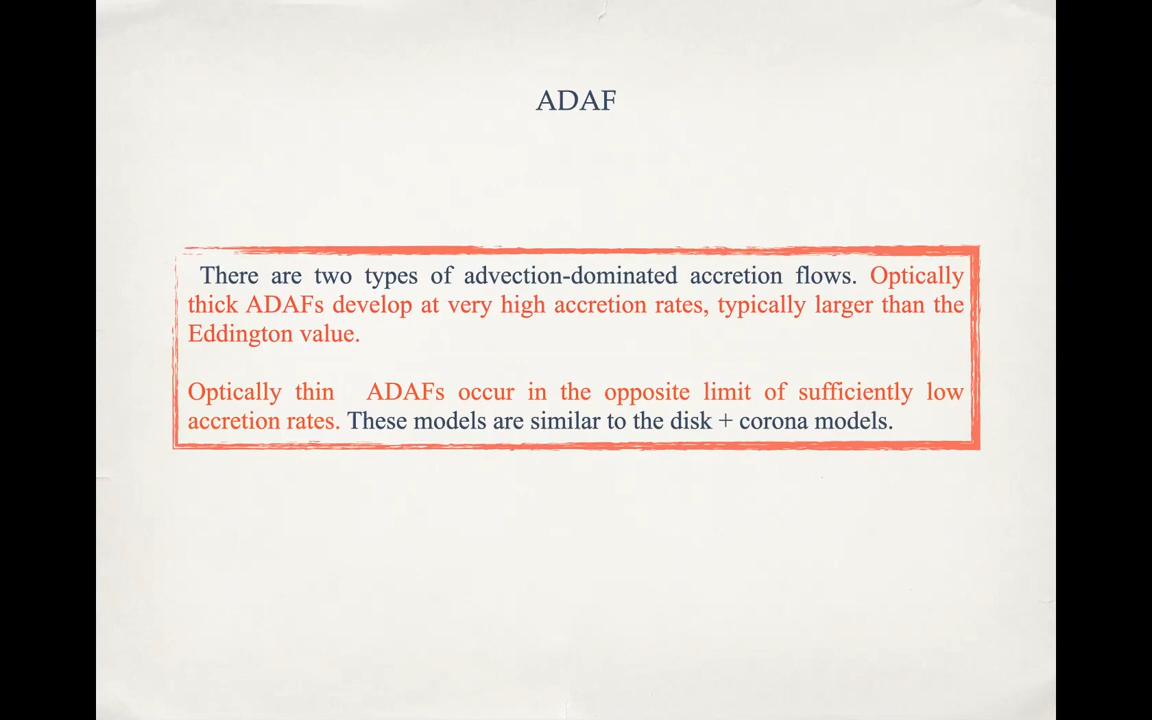 ADAF
There are two types of advection-dominated accretion flows. Optically
thick ADAFs develop at very high accretion rates, typically larger than the
Eddington value.
Optically thin ADAFs occur in the opposite limit of sufficiently low
accretion rates. These models are similar to the disk + corona models.